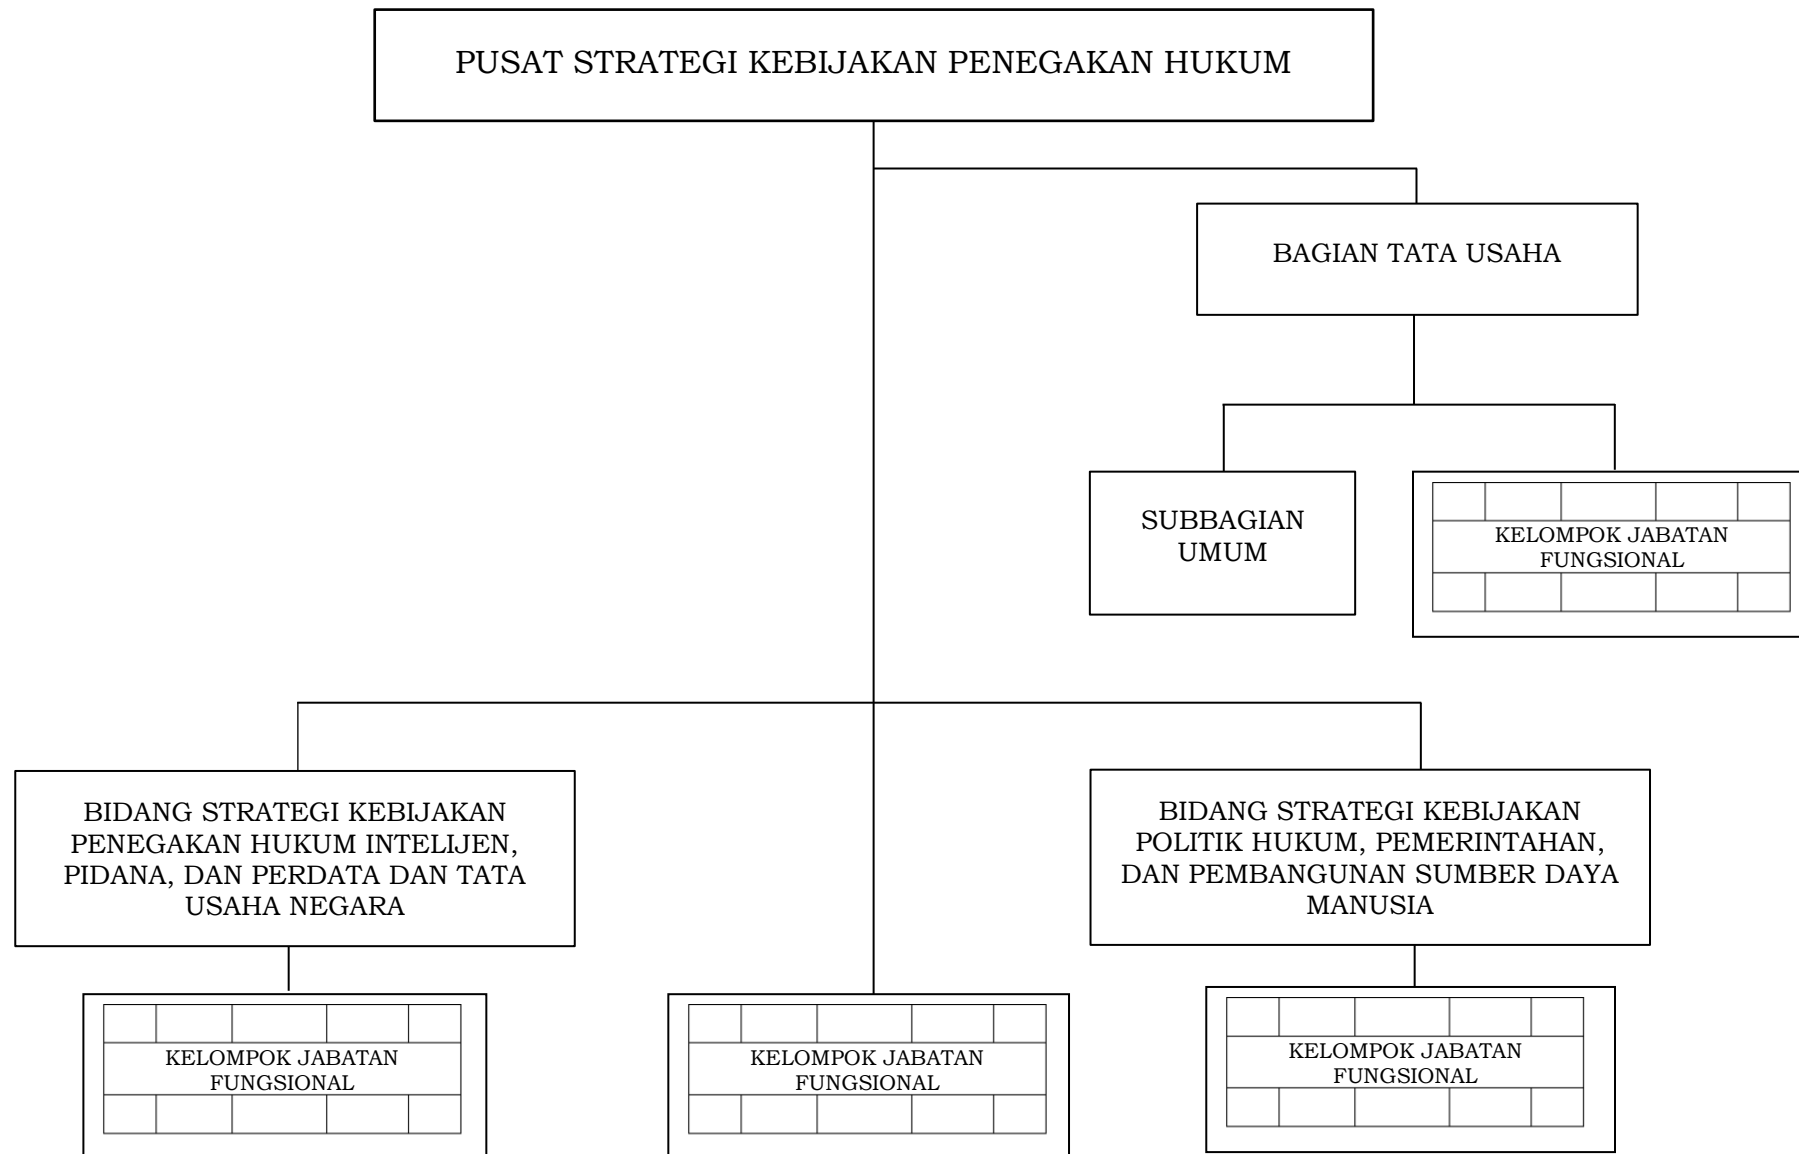 PUSAT STRATEGI KEBIJAKAN PENEGAKAN HUKUM
BAGIAN TATA USAHA
SUBBAGIAN
UMUM
KELOMPOK JABATAN
FUNGSIONAL
BIDANG STRATEGI KEBIJAKAN
PENEGAKAN HUKUM INTELIJEN,
PIDANA, DAN PERDATA DAN TATA
USAHA NEGARA
BIDANG STRATEGI KEBIJAKAN
POLITIK HUKUM, PEMERINTAHAN,
DAN PEMBANGUNAN SUMBER DAYA
MANUSIA
KELOMPOK JABATAN
FUNGSIONAL
KELOMPOK JABATAN
FUNGSIONAL
KELOMPOK JABATAN
FUNGSIONAL